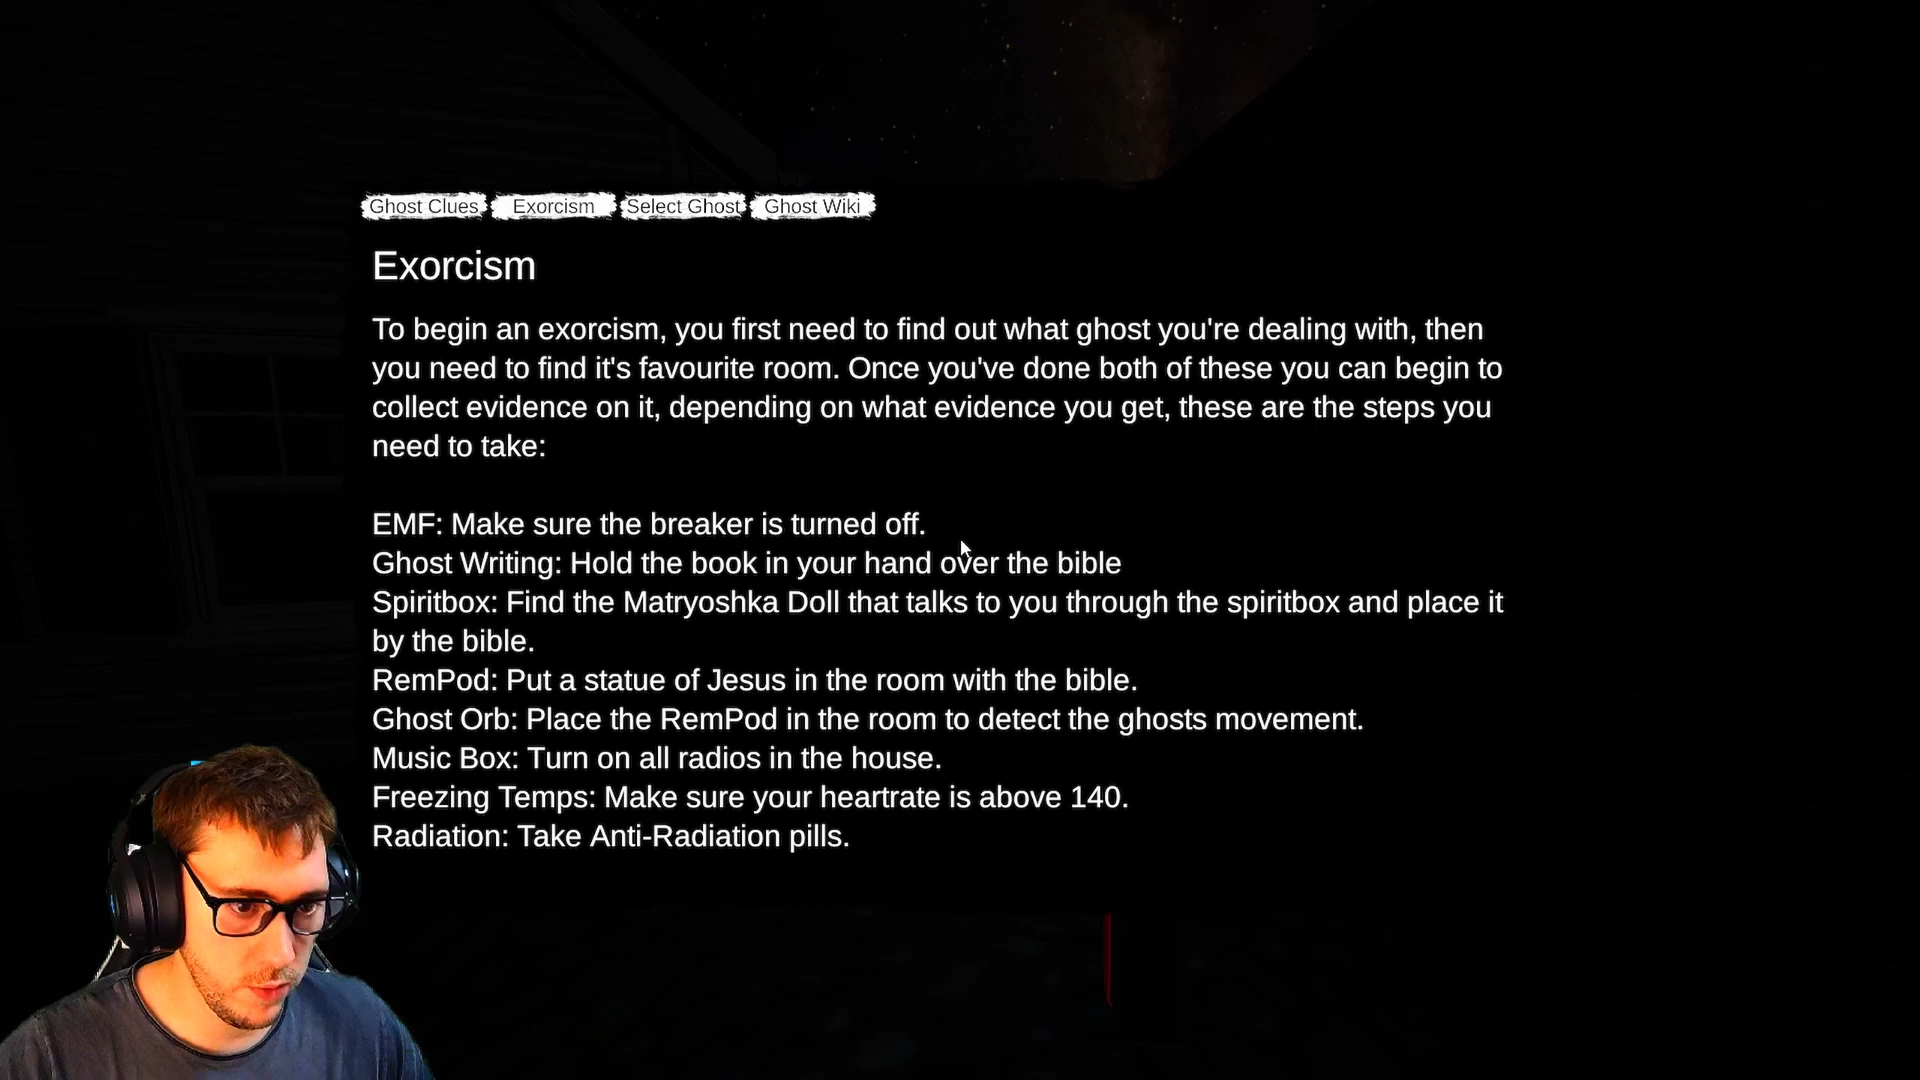 Ghost Clues Exorcism Select Ghost Ghost Wiki
Exorcism
To begin an exorcism, you first need to find out what ghost you're dealing with, then
you need to find it's favourite room. Once you've done both of these you can begin to
collect evidence on it, depending on what evidence you get, these are the steps you
need to take:
EMF: Make sure the breaker is turned off.
Ghost Writing: Hold the book in your hand over the bible
Spiritbox: Find the Matryoshka Doll that talks to you through the spiritbox and place it
by the bible.
RemPod: Put a statue of Jesus in the room with the bible.
Ghost Orb: Place the RemPod in the room to detect the ghosts movement.
Music Box: Turn on all radios in the house.
Freezing Temps: Make sure your heartrate is above 140.
Radiation: Take Anti-Radiation pills.